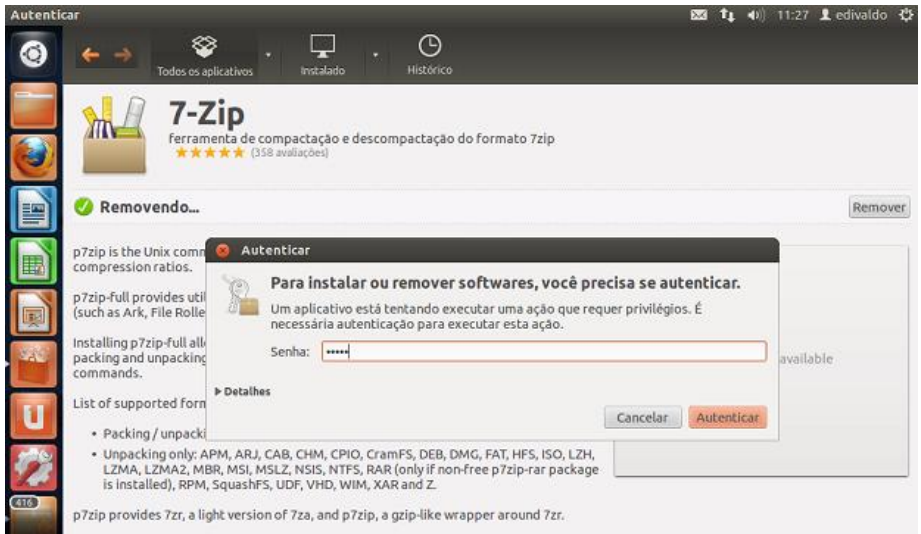 Autenticar
11:27 edivaldo
Todos os aplicativos
Instalado
Histórico
7-Zip
ferramenta de compactação e descompactação do formato 7zip
(358 avaliações)
Removendo...
Remover
p7zip is the Unix comm
compression ratios.
p7zip-full provides util
(such as Ark, File Rolle
Installing p7zip-full all
packing and unpacking
commands.
List of supported form
• Packing / unpacki
• Unpacking only: APM, ARJ, CAB, CHM, CPIO, CramFS, DEB, DMG, FAT, HFS, ISO, LZH,
LZMA, LZMA2, MBR, MSI, MSLZ, NSIS, NTFS, RAR (only if non-free p7zip-rar package
is installed), RPM, SquashFS, UDF, VHD, WIM, XAR and Z.
p7zip provides 7zr, a light version of 7za, and p7zip, a gzip-like wrapper around 7zr.
available
Autenticar
Para instalar ou remover softwares, você precisa se autenticar.
Um aplicativo está tentando executar uma ação que requer privilégios. É
necessária autenticação para executar esta ação.
Senha: •••••
Detalhes
Cancelar
Autenticar
416